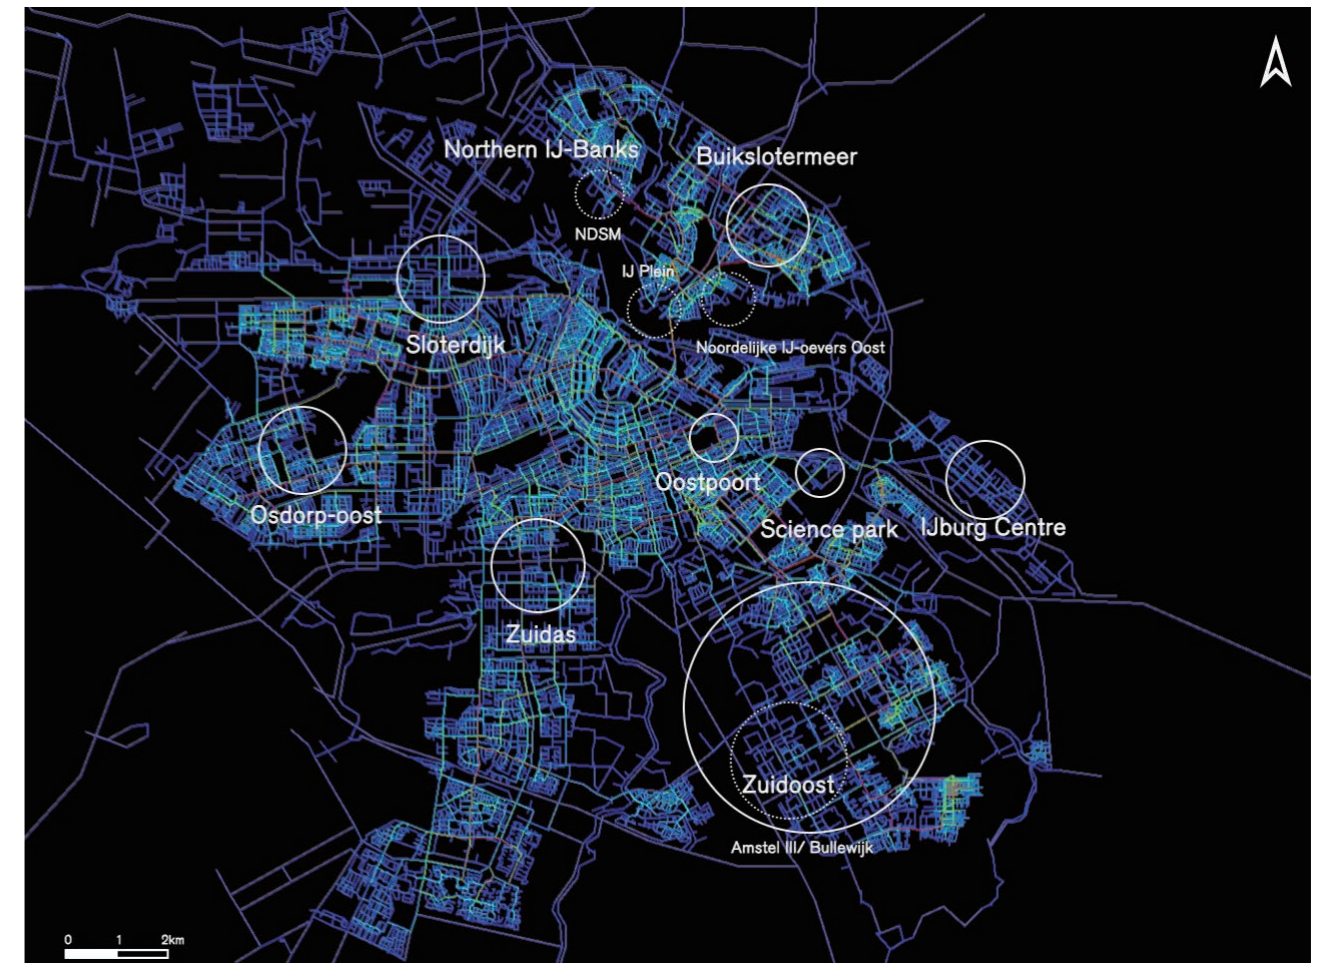 Northern IJ-Banks
Buikslotermeer
NDSM
IJ Plein
Sloterdijk
Noordelijke IJ-oevers Oost
Oostpoort
Osdorp-oost
Science park
IJburg Centre
Zuidas
Zuidoost
Amstel III/ Bullewijk
0 1 2km